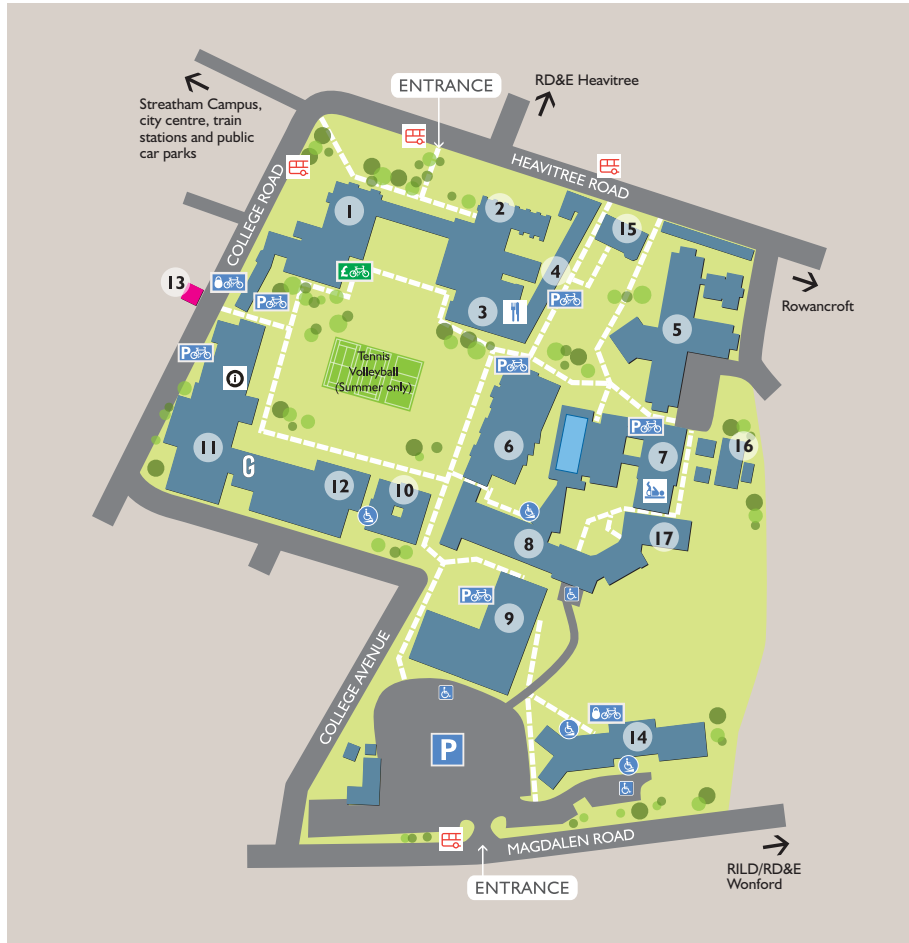 ENTRANCE
RD&E Heavitree
Streatham Campus,
city centre, train
stations and public
car parks
HEAVITREE ROAD
COLLEGE ROAD
1
2
15
4
13
£
P
P
3
5
Rowancroft
P
Tennis
Volleyball
(Summer only)
P
i
P
6
7
16
11
G
12
10
8
17
P
9
COLLEGE AVENUE
P
14
MAGDALEN ROAD
ENTRANCE
RILD/RD&E
Wonford